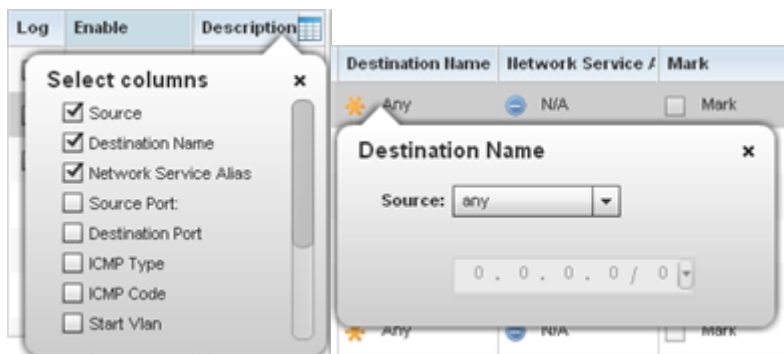 Log Enable Description
Select columns ×
Source
Destination Name
Network Service Alias
Source Port:
Destination Port
ICMP Type
ICMP Code
Start Vlan
Destination Name Network Service A Mark
Any N/A Mark
Destination Name ×
Source: any
0 . 0 . 0 . 0 / 0
Any N/A Mark